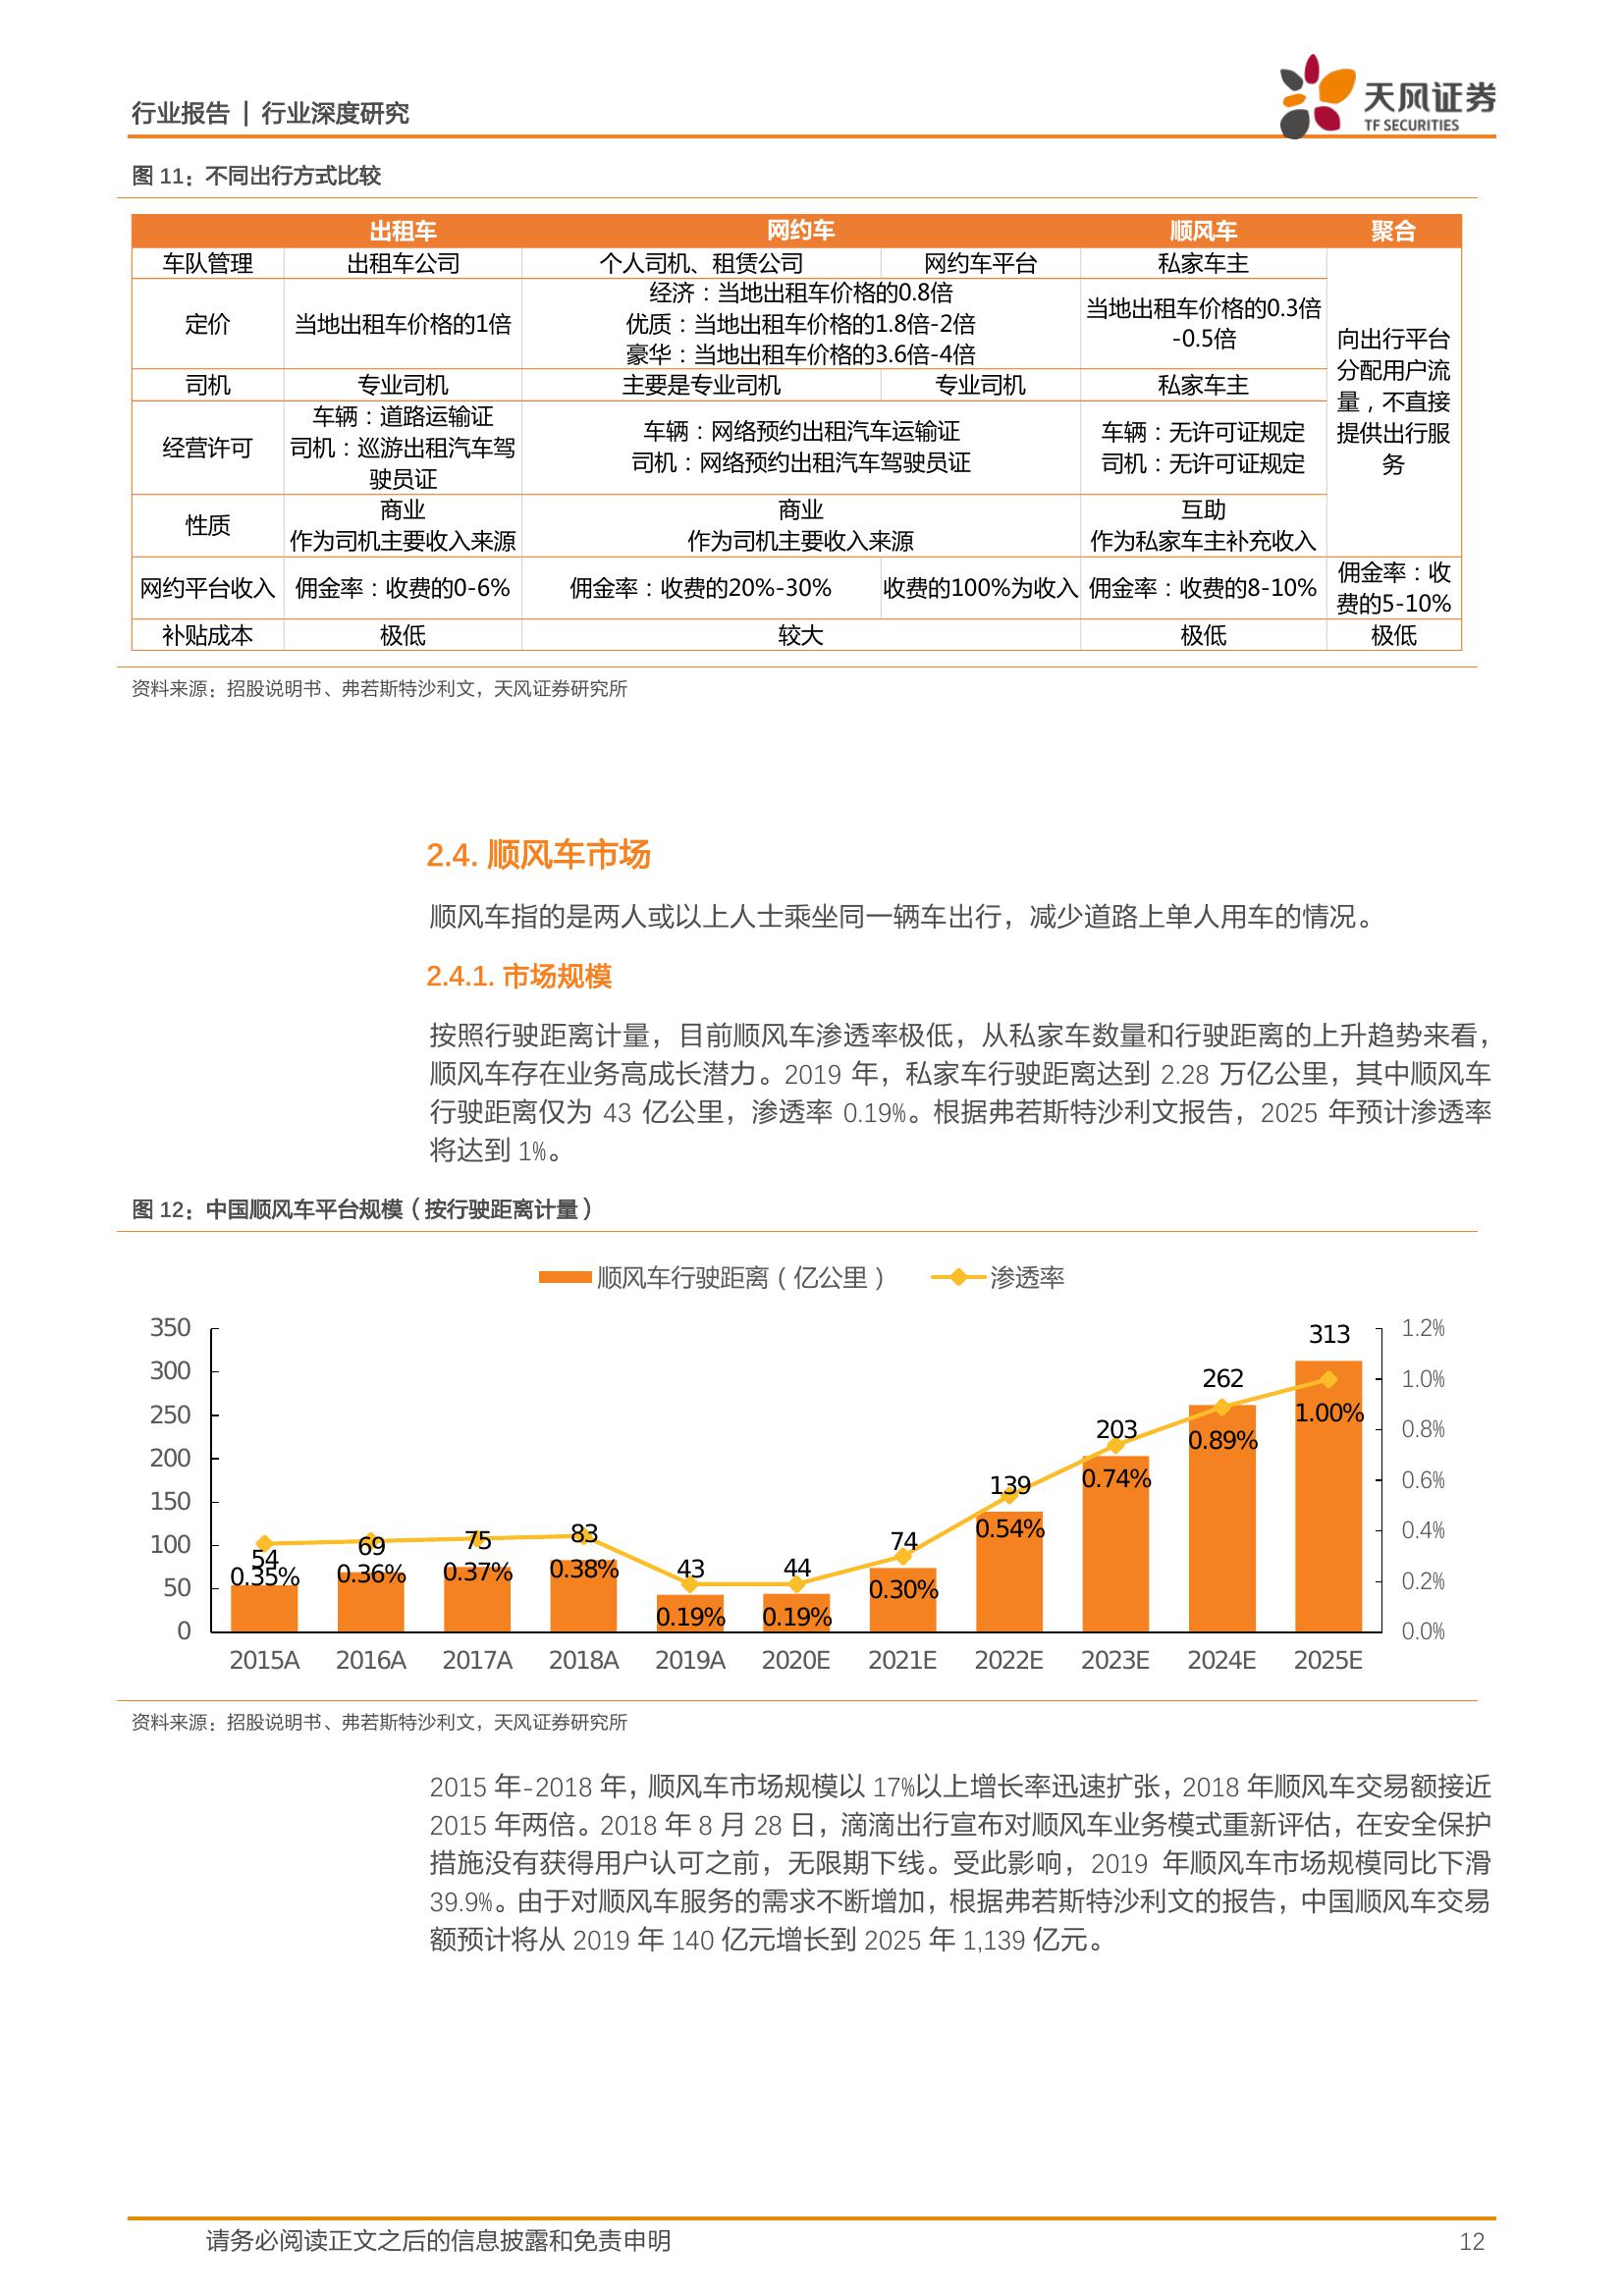 行业报告 | 行业深度研究
天风证券
TF SECURITIES
图 11：不同出行方式比较
出租车 网约车 顺风车 聚合
车队管理 出租车公司 个人司机、租赁公司 网约车平台 私家车主
定价 当地出租车价格的1倍
经济：当地出租车价格的0.8倍
优质：当地出租车价格的1.8倍-2倍
豪华：当地出租车价格的3.6倍-4倍
当地出租车价格的0.3倍
-0.5倍
向出行平台
分配用户流
量，不直接
提供出行服
务
司机 专业司机 主要是专业司机 专业司机 私家车主
经营许可
车辆：道路运输证
司机：巡游出租汽车驾
驶员证
车辆：网络预约出租汽车运输证
司机：网络预约出租汽车驾驶员证
车辆：无许可证规定
司机：无许可证规定
性质
商业
作为司机主要收入来源
商业
作为司机主要收入来源
互助
作为私家车主补充收入
网约平台收入 佣金率：收费的0-6% 佣金率：收费的20%-30% 收费的100%为收入 佣金率：收费的8-10%
佣金率：收
费的5-10%
补贴成本 极低 较大 极低 极低
资料来源：招股说明书、弗若斯特沙利文，天风证券研究所
2.4. 顺风车市场
顺风车指的是两人或以上人士乘坐同一辆车出行，减少道路上单人用车的情况。
2.4.1. 市场规模
按照行驶距离计量，目前顺风车渗透率极低，从私家车数量和行驶距离的上升趋势来看，
顺风车存在业务高成长潜力。2019 年，私家车行驶距离达到 2.28 万亿公里，其中顺风车
行驶距离仅为 43 亿公里，渗透率 0.19%。根据弗若斯特沙利文报告，2025 年预计渗透率
将达到 1%。
图 12：中国顺风车平台规模（按行驶距离计量）
顺风车行驶距离（亿公里） 渗透率
350
300
250
200
150
100
50
0
54 69 75 83 43 44 74 139 203 262 313
0.35% 0.36% 0.37% 0.38% 0.19% 0.19% 0.30% 0.54% 0.74% 0.89% 1.00%
1.2%
1.0%
0.8%
0.6%
0.4%
0.2%
0.0%
2015A 2016A 2017A 2018A 2019A 2020E 2021E 2022E 2023E 2024E 2025E
资料来源：招股说明书、弗若斯特沙利文，天风证券研究所
2015 年-2018 年，顺风车市场规模以 17%以上增长率迅速扩张，2018 年顺风车交易额接近
2015 年两倍。2018 年 8 月 28 日，滴滴出行宣布对顺风车业务模式重新评估，在安全保护
措施没有获得用户认可之前，无限期下线。受此影响，2019 年顺风车市场规模同比下滑
39.9%。由于对顺风车服务的需求不断增加，根据弗若斯特沙利文的报告，中国顺风车交易
额预计将从 2019 年 140 亿元增长到 2025 年 1,139 亿元。
请务必阅读正文之后的信息披露和免责申明
12